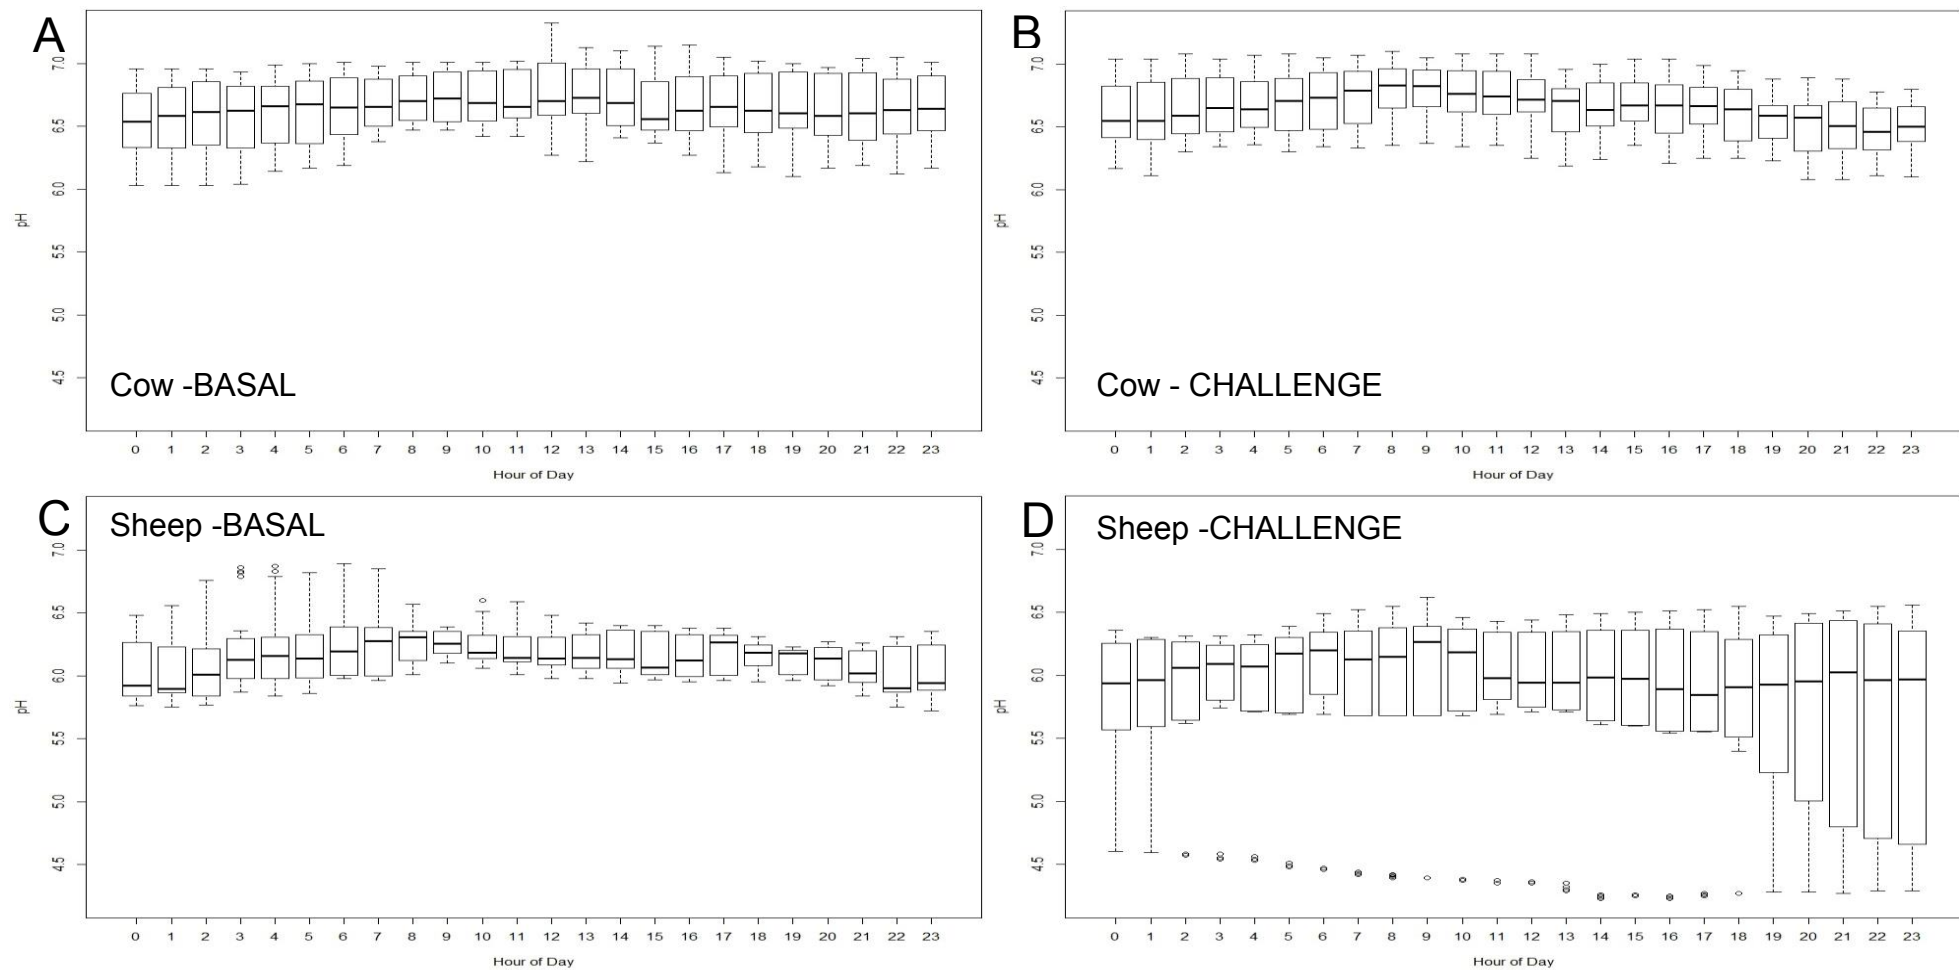 A
pH
7.0
6.5
6.0
5.5
5.0
4.5
Cow -BASAL
0 1 2 3 4 5 6 7 8 9 10 11 12 13 14 15 16 17 18 19 20 21 22 23
Hour of Day
B
pH
7.0
6.5
6.0
5.5
5.0
4.5
Cow - CHALLENGE
0 1 2 3 4 5 6 7 8 9 10 11 12 13 14 15 16 17 18 19 20 21 22 23
Hour of Day
C
Sheep -BASAL
pH
7.0
6.5
6.0
5.5
5.0
4.5
0 1 2 3 4 5 6 7 8 9 10 11 12 13 14 15 16 17 18 19 20 21 22 23
Hour of Day
D
Sheep -CHALLENGE
pH
7.0
6.5
6.0
5.5
5.0
4.5
0 1 2 3 4 5 6 7 8 9 10 11 12 13 14 15 16 17 18 19 20 21 22 23
Hour of Day